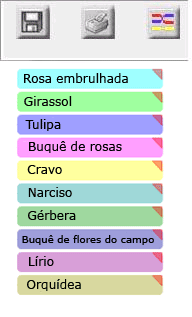 Rosa embrulhada
Girassol
Tulipa
Buquê de rosas
Cravo
Narciso
Gérbera
Buquê de flores do campo
Lírio
Orquídea